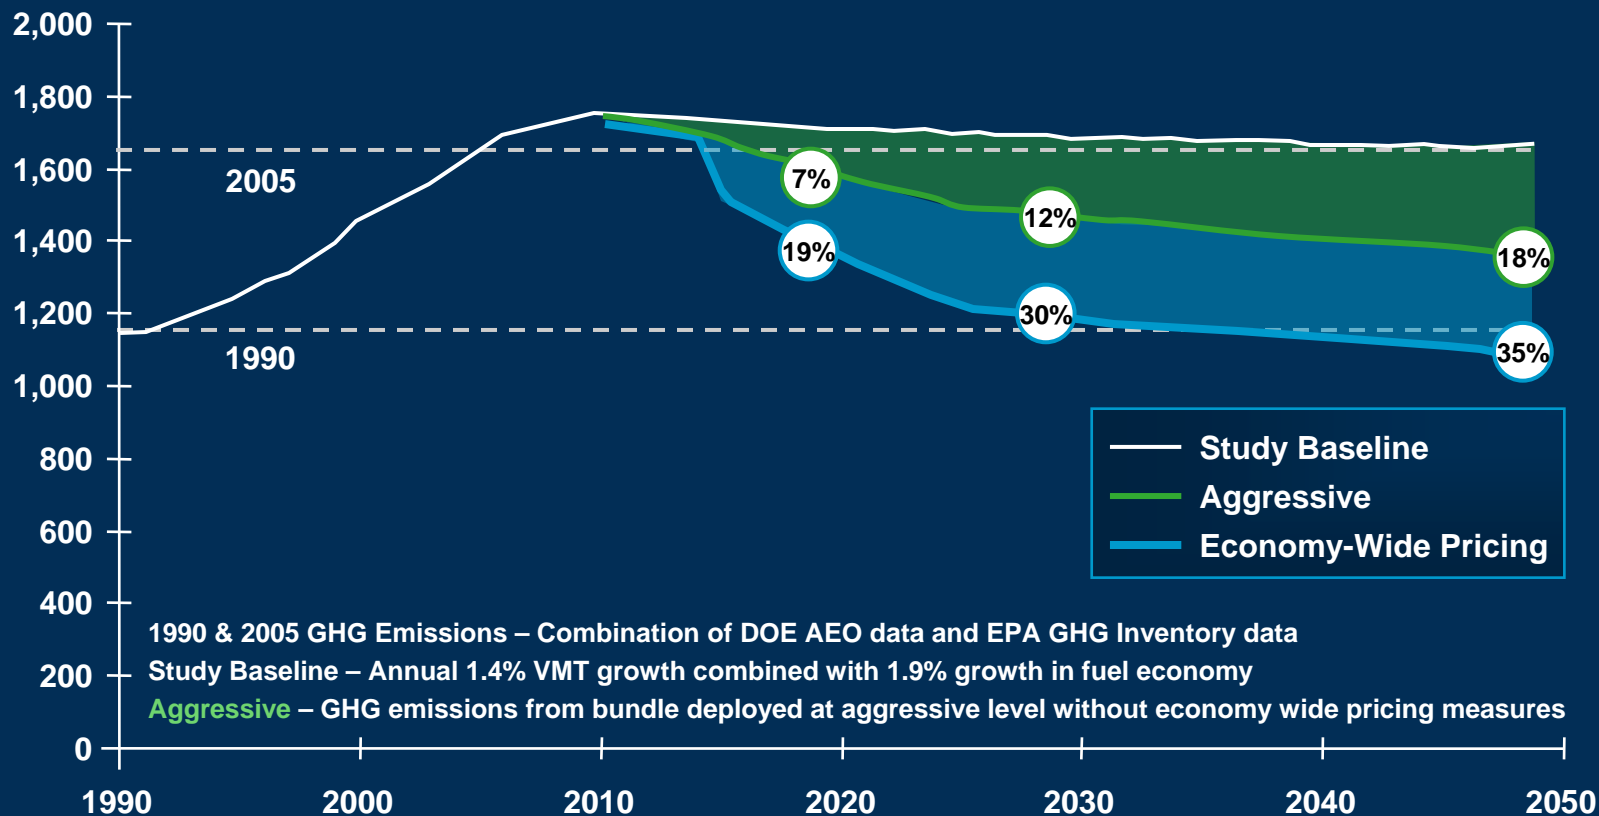 2,000
1,800
1,600
1,400
1,200
1,000
800
600
400
200
0
2005
1990
7%
12%
18%
19%
30%
35%
Study Baseline
Aggressive
Economy-Wide Pricing
1990 & 2005 GHG Emissions – Combination of DOE AEO data and EPA GHG Inventory data
Study Baseline – Annual 1.4% VMT growth combined with 1.9% growth in fuel economy
Aggressive – GHG emissions from bundle deployed at aggressive level without economy wide pricing measures
1990 2000 2010 2020 2030 2040 2050